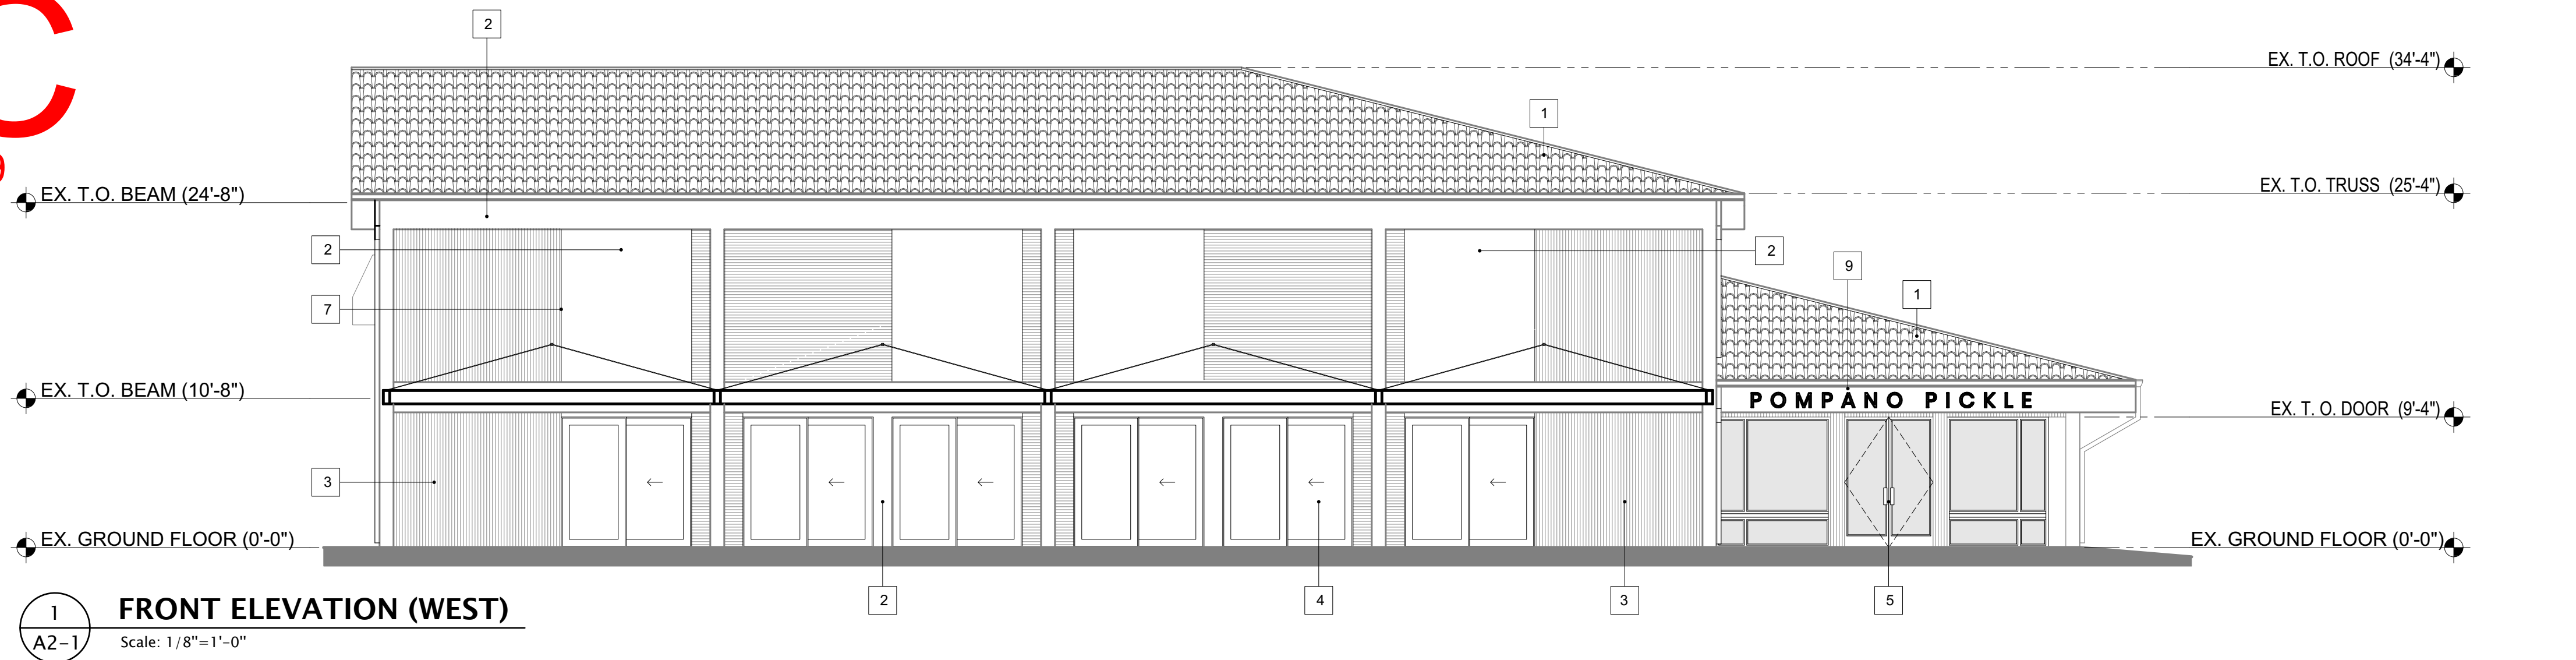 C
9
2
EX. T.O. ROOF (34'-4")
1
EX. T.O. BEAM (24'-8")
EX. T.O. TRUSS (25'-4")
2
2
9
7
1
EX. T.O. BEAM (10'-8")
POMPANO PICKLE
EX. T. O. DOOR (9'-4")
3
EX. GROUND FLOOR (0'-0")
EX. GROUND FLOOR (0'-0")
2
4
3
5
1
A2-1
FRONT ELEVATION (WEST)
Scale: 1/8"=1'-0"